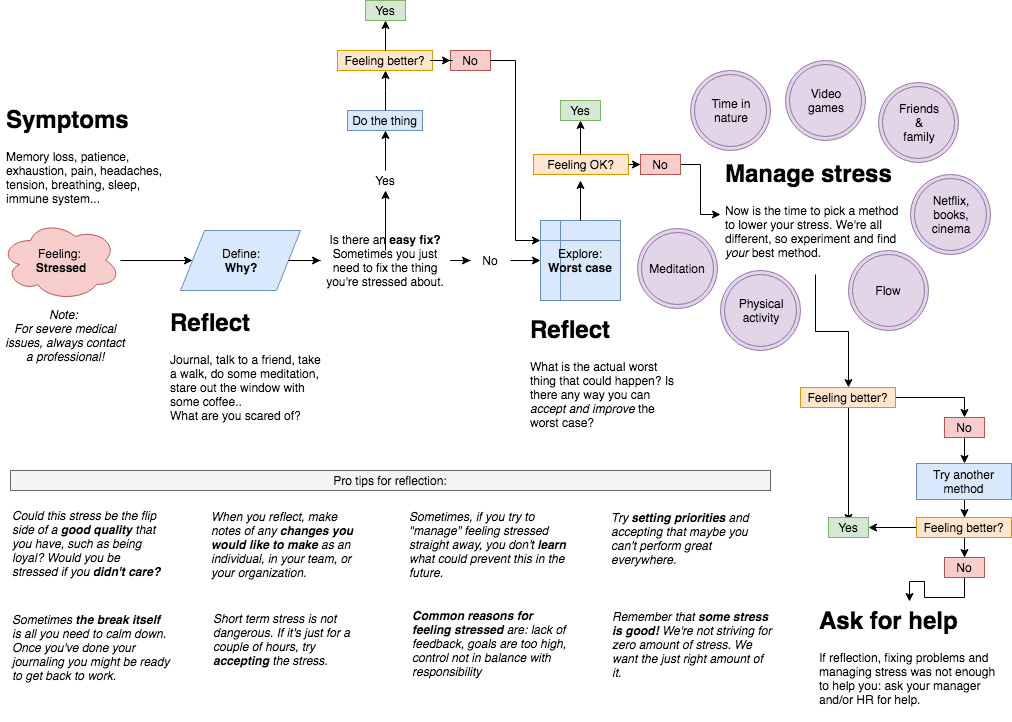 Yes
Feeling better?
No
Do the thing
Yes
Symptoms
Memory loss, patience,
exhaustion, pain, headaches,
tension, breathing, sleep,
immune system...
Feeling:
Stressed
Note:
For severe medical
issues, always contact
a professional!
Define:
Why?
Reflect
Journal, talk to a friend, take
a walk, do some meditation,
stare out the window with
some coffee..
What are you scared of?
Is there an easy fix?
Sometimes you just
need to fix the thing
you're stressed about.
No
Yes
Feeling OK?
No
Explore:
Worst case
Reflect
What is the actual worst
thing that could happen? Is
there any way you can
accept and improve the
worst case?
Time in
nature
Video
games
Friends
&
family
Manage stress
Now is the time to pick a method
to lower your stress. We're all
different, so experiment and find
your best method.
Netflix,
books,
cinema
Meditation
Physical
activity
Flow
Feeling better?
No
Try another
method
Feeling better?
Yes
No
Ask for help
If reflection, fixing problems and
managing stress was not enough
to help you: ask your manager
and/or HR for help.
Pro tips for reflection:
Could this stress be the flip
side of a good quality that
you have, such as being
loyal? Would you be
stressed if you didn't care?
When you reflect, make
notes of any changes you
would like to make as an
individual, in your team, or
your organization.
Sometimes, if you try to
"manage" feeling stressed
straight away, you don't learn
what could prevent this in the
future.
Try setting priorities and
accepting that maybe you
can't perform great
everywhere.
Sometimes the break itself
is all you need to calm down.
Once you've done your
journaling you might be ready
to get back to work.
Short term stress is not
dangerous. If it's just for a
couple of hours, try
accepting the stress.
Common reasons for
feeling stressed are: lack of
feedback, goals are too high,
control not in balance with
responsibility
Remember that some stress
is good! We're not striving for
zero amount of stress. We
want the just right amount of
it.